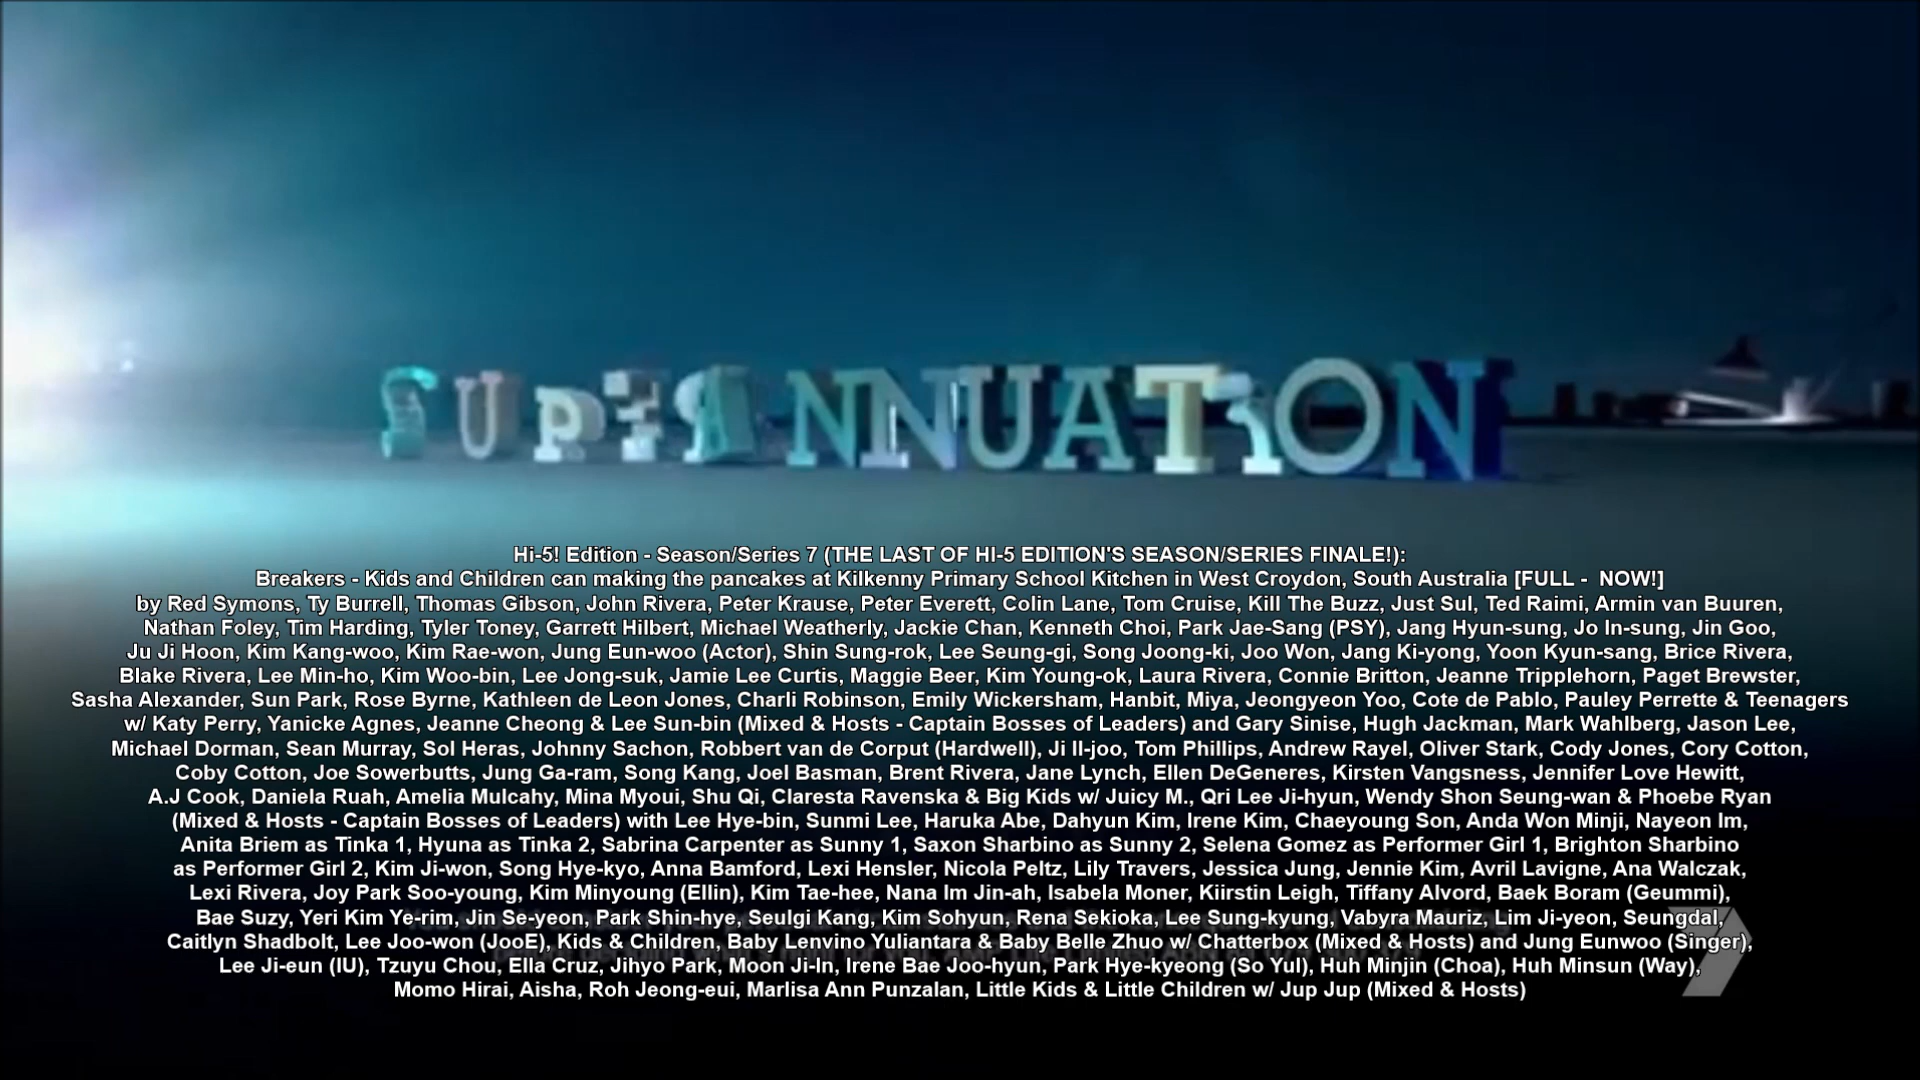 SUPERANNUATION
Hi-5! Edition - Season/Series 7 (THE LAST OF HI-5 EDITION'S SEASON/SERIES FINALE!):
Breakers - Kids and Children can making the pancakes at Kilkenny Primary School Kitchen in West Croydon, South Australia [FULL -  NOW!]
by Red Symons, Ty Burrell, Thomas Gibson, John Rivera, Peter Krause, Peter Everett, Colin Lane, Tom Cruise, Kill The Buzz, Just Sul, Ted Raimi, Armin van Buuren,
Nathan Foley, Tim Harding, Tyler Toney, Garrett Hilbert, Michael Weatherly, Jackie Chan, Kenneth Choi, Park Jae-Sang (PSY), Jang Hyun-sung, Jo In-sung, Jin Goo,
Ju Ji Hoon, Kim Kang-woo, Kim Rae-won, Jung Eun-woo (Actor), Shin Sung-rok, Lee Seung-gi, Song Joong-ki, Joo Won, Jang Ki-yong, Yoon Kyun-sang, Brice Rivera,
Blake Rivera, Lee Min-ho, Kim Woo-bin, Lee Jong-suk, Jamie Lee Curtis, Maggie Beer, Kim Young-ok, Laura Rivera, Connie Britton, Jeanne Tripplehorn, Paget Brewster,
Sasha Alexander, Sun Park, Rose Byrne, Kathleen de Leon Jones, Charli Robinson, Emily Wickersham, Hanbit, Miya, Jeongyeon Yoo, Cote de Pablo, Pauley Perrette & Teenagers
w/ Katy Perry, Yanicke Agnes, Jeanne Cheong & Lee Sun-bin (Mixed & Hosts - Captain Bosses of Leaders) and Gary Sinise, Hugh Jackman, Mark Wahlberg, Jason Lee,
Michael Dorman, Sean Murray, Sol Heras, Johnny Sachon, Robbert van de Corput (Hardwell), Ji Il-joo, Tom Phillips, Andrew Rayel, Oliver Stark, Cody Jones, Cory Cotton,
Coby Cotton, Joe Sowerbutts, Jung Ga-ram, Song Kang, Joel Basman, Brent Rivera, Jane Lynch, Ellen DeGeneres, Kirsten Vangsness, Jennifer Love Hewitt,
A.J Cook, Daniela Ruah, Amelia Mulcahy, Mina Myoui, Shu Qi, Claresta Ravenska & Big Kids w/ Juicy M., Qri Lee Ji-hyun, Wendy Shon Seung-wan & Phoebe Ryan
(Mixed & Hosts - Captain Bosses of Leaders) with Lee Hye-bin, Sunmi Lee, Haruka Abe, Dahyun Kim, Irene Kim, Chaeyoung Son, Anda Won Minji, Nayeon Im,
Anita Briem as Tinka 1, Hyuna as Tinka 2, Sabrina Carpenter as Sunny 1, Saxon Sharbino as Sunny 2, Selena Gomez as Performer Girl 1, Brighton Sharbino
as Performer Girl 2, Kim Ji-won, Song Hye-kyo, Anna Bamford, Lexi Hensler, Nicola Peltz, Lily Travers, Jessica Jung, Jennie Kim, Avril Lavigne, Ana Walczak,
Lexi Rivera, Joy Park Soo-young, Kim Minyoung (Ellin), Kim Tae-hee, Nana Im Jin-ah, Isabela Moner, Kiirstin Leigh, Tiffany Alvord, Baek Boram (Geummi),
Bae Suzy, Yeri Kim Ye-rim, Jin Se-yeon, Park Shin-hye, Seulgi Kang, Kim Sohyun, Rena Sekioka, Lee Sung-kyung, Vabyra Mauriz, Lim Ji-yeon, Seungdal,
Caitlyn Shadbolt, Lee Joo-won (JooE), Kids & Children, Baby Lenvino Yuliantara & Baby Belle Zhuo w/ Chatterbox (Mixed & Hosts) and Jung Eunwoo (Singer),
Lee Ji-eun (IU), Tzuyu Chou, Ella Cruz, Jihyo Park, Moon Ji-In, Irene Bae Joo-hyun, Park Hye-kyeong (So Yul), Huh Minjin (Choa), Huh Minsun (Way),
Momo Hirai, Aisha, Roh Jeong-eui, Marlisa Ann Punzalan, Little Kids & Little Children w/ Jup Jup (Mixed & Hosts)